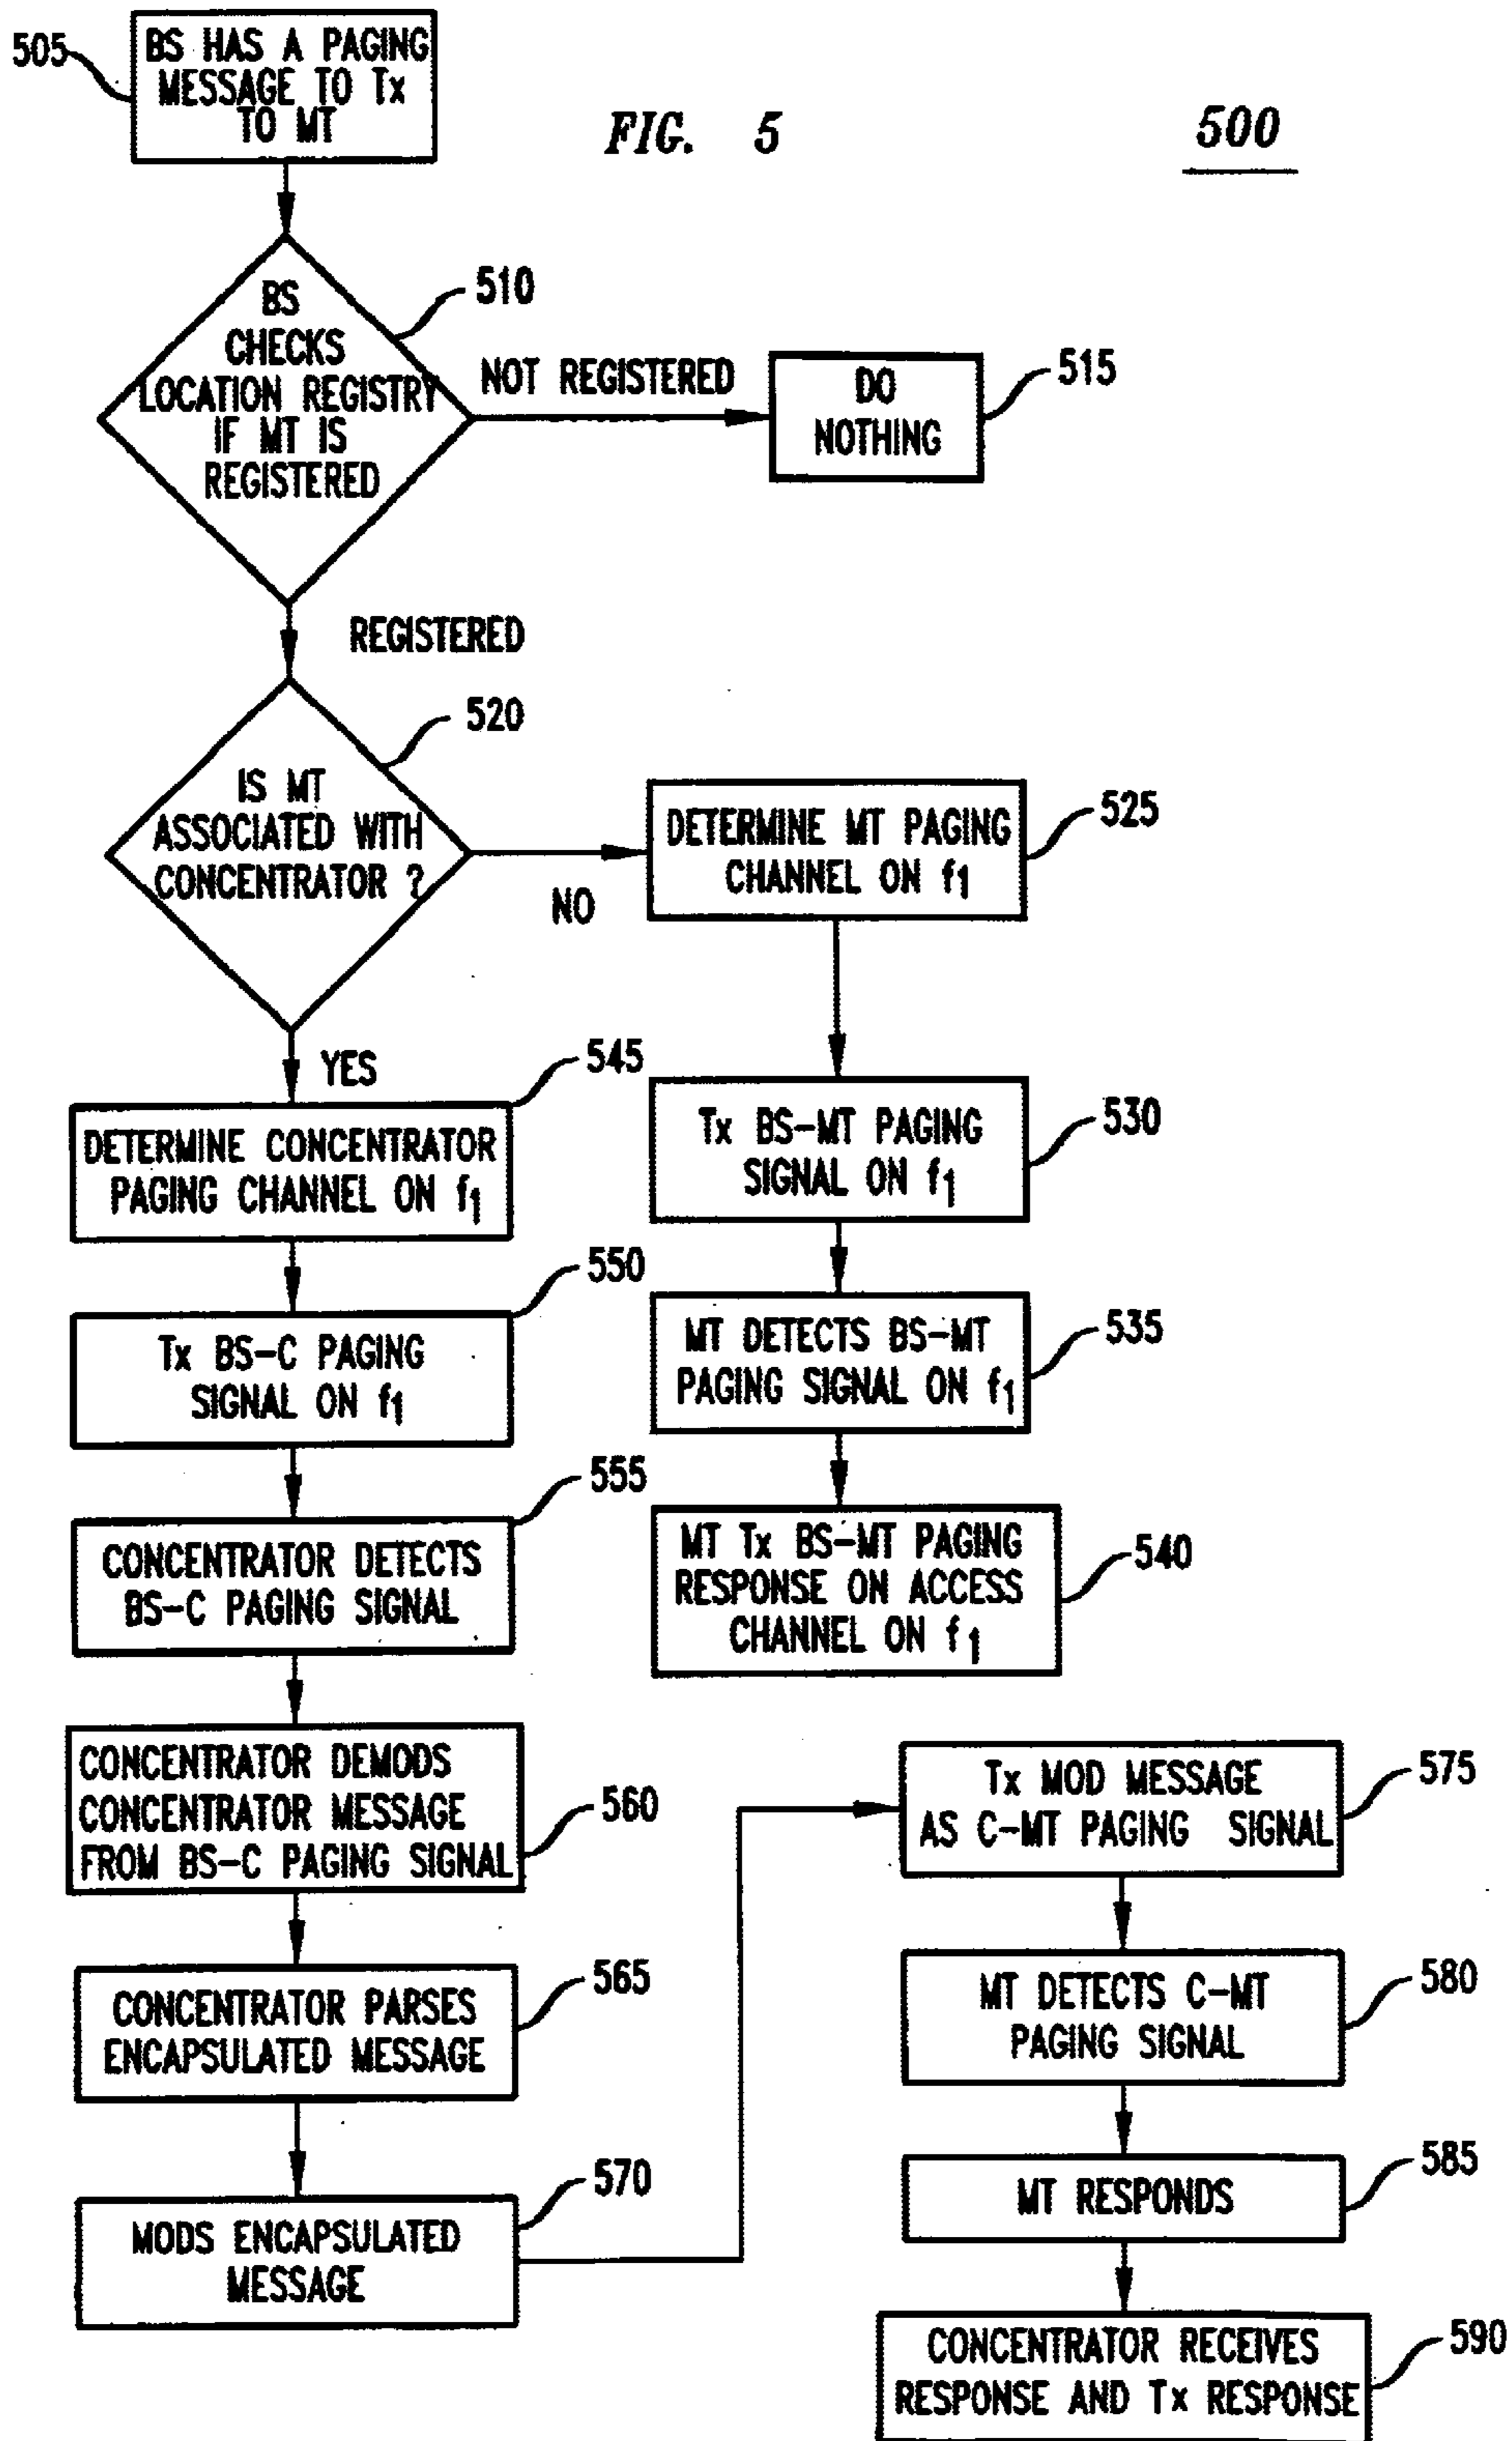 505
BS HAS A PAGING
MESSAGE TO Tx
TO MT
FIG. 5
500
510
BS
CHECKS
LOCATION REGISTRY
IF MT IS
REGISTERED
NOT REGISTERED
DO
NOTHING
515
REGISTERED
520
IS MT
ASSOCIATED WITH
CONCENTRATOR ?
NO
DETERMINE MT PAGING
CHANNEL ON f1
525
YES
545
DETERMINE CONCENTRATOR
PAGING CHANNEL ON f1
Tx BS-MT PAGING
SIGNAL ON f1
530
550
Tx BS-C PAGING
SIGNAL ON f1
MT DETECTS BS-MT
PAGING SIGNAL ON f1
535
555
CONCENTRATOR DETECTS
BS-C PAGING SIGNAL
MT Tx BS-MT PAGING
RESPONSE ON ACCESS
CHANNEL ON f1
540
CONCENTRATOR DEMODS
CONCENTRATOR MESSAGE
FROM BS-C PAGING SIGNAL
560
CONCENTRATOR PARSES
ENCAPSULATED MESSAGE
565
MODS ENCAPSULATED
MESSAGE
570
Tx MOD MESSAGE
AS C-MT PAGING SIGNAL
575
MT DETECTS C-MT
PAGING SIGNAL
580
MT RESPONDS
585
CONCENTRATOR RECEIVES
RESPONSE AND Tx RESPONSE
590